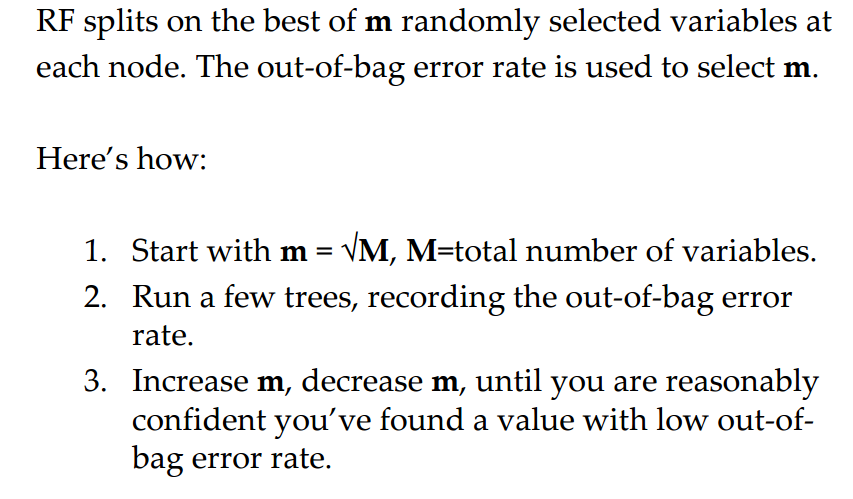 RF splits on the best of m randomly selected variables at
each node. The out-of-bag error rate is used to select m.
Here’s how:
1. Start with m = √M, M=total number of variables.
2. Run a few trees, recording the out-of-bag error
rate.
3. Increase m, decrease m, until you are reasonably
confident you’ve found a value with low out-of-
bag error rate.